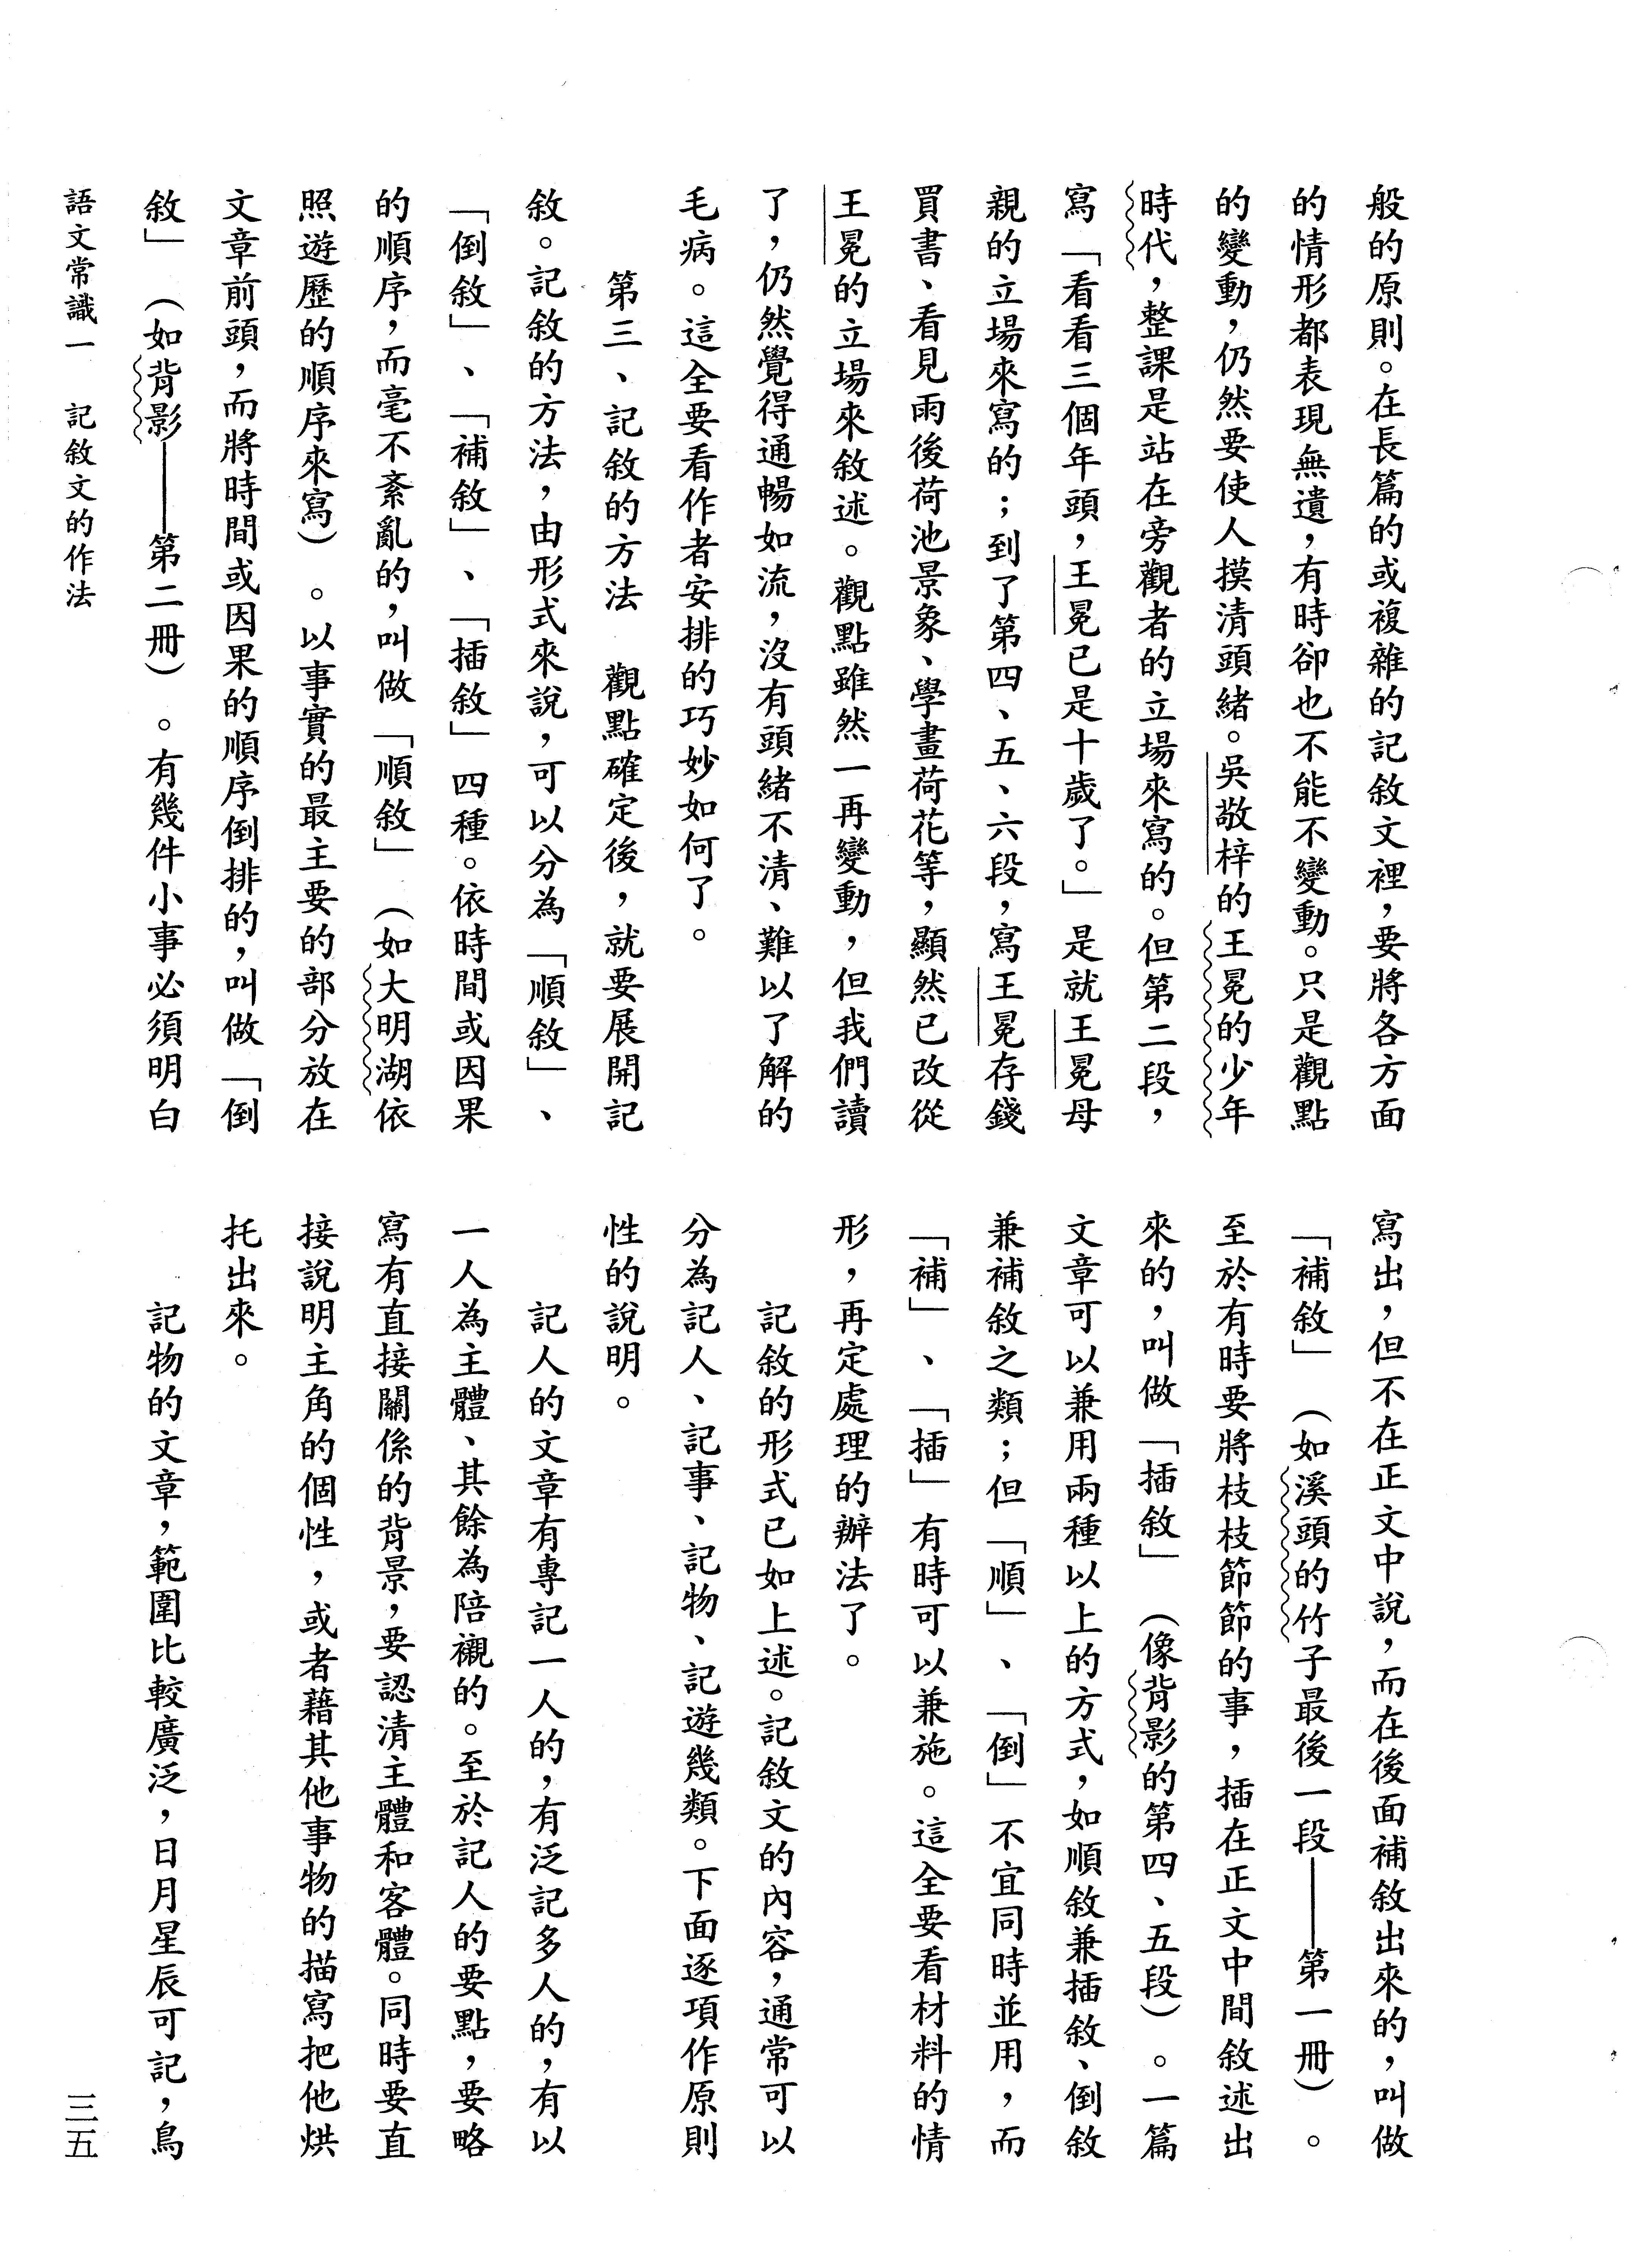 般的原則。在長篇的或複雜的記敘文裡，要將各方面
的情形都表現無遺，有時卻也不能不變動。只是觀點
的變動，仍然要使人摸清頭緒。吳敬梓的王冕的少年
時代，整課是站在旁觀者的立場來寫的。但第二段，
寫「看看三個年頭，王冕已是十歲了。」是就王冕母
親的立場來寫的；到了第四、五、六段，寫王冕存錢
買書、看見雨後荷池景象、學畫荷花等，顯然已改從
王冕的立場來敘述。觀點雖然一再變動，但我們讀
了，仍然覺得通暢如流，沒有頭緒不清、難以了解的
毛病。這全要看作者安排的巧妙如何了。
第三、記敘的方法　觀點確定後，就要展開記
敘。記敘的方法，由形式來說，可以分為「順敘」、
「倒敘」、「補敘」、「插敘」四種。依時間或因果
的順序，而毫不紊亂的，叫做「順敘」（如大明湖依
照遊歷的順序來寫）。以事實的最主要的部分放在
文章前頭，而將時間或因果的順序倒排的，叫做「倒
敘」（如背影——第二冊）。有幾件小事必須明白
寫出，但不在正文中說，而在後面補敘出來的，叫做
「補敘」（如溪頭的竹子最後一段——第一冊）。
至於有時要將枝枝節節的事，插在正文中間敘述出
來的，叫做「插敘」（像背影的第四、五段）。一篇
文章可以兼用兩種以上的方式，如順敘兼插敘、倒敘
兼補敘之類；但「順」、「倒」不宜同時並用，而
「補」、「插」有時可以兼施。這全要看材料的情
形，再定處理的辦法了。
記敘的形式已如上述。記敘文的內容，通常可以
分為記人、記事、記物、記遊幾類。下面逐項作原則
性的說明。
記人的文章有專記一人的，有泛記多人的，有以
一人為主體、其餘為陪襯的。至於記人的要點，要略
寫有直接關係的背景，要認清主體和客體。同時要直
接說明主角的個性，或者藉其他事物的描寫把他烘
托出來。
記物的文章，範圍比較廣泛，日月星辰可記，鳥
語文常識一　記敘文的作法
三五